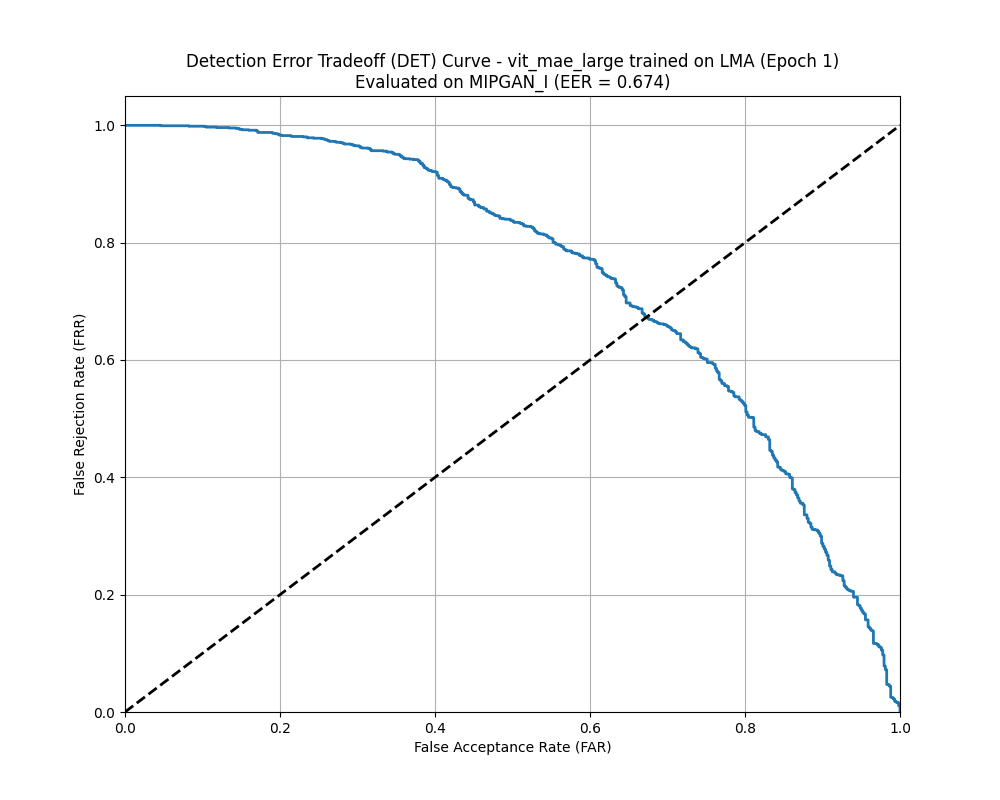 Detection Error Tradeoff (DET) Curve - vit_mae_large trained on LMA (Epoch 1)
Evaluated on MIPGAN_I (EER = 0.674)
1.0
0.8
0.6
0.4
0.2
0.0
False Rejection Rate (FRR)
0.0 0.2 0.4 0.6 0.8 1.0
False Acceptance Rate (FAR)